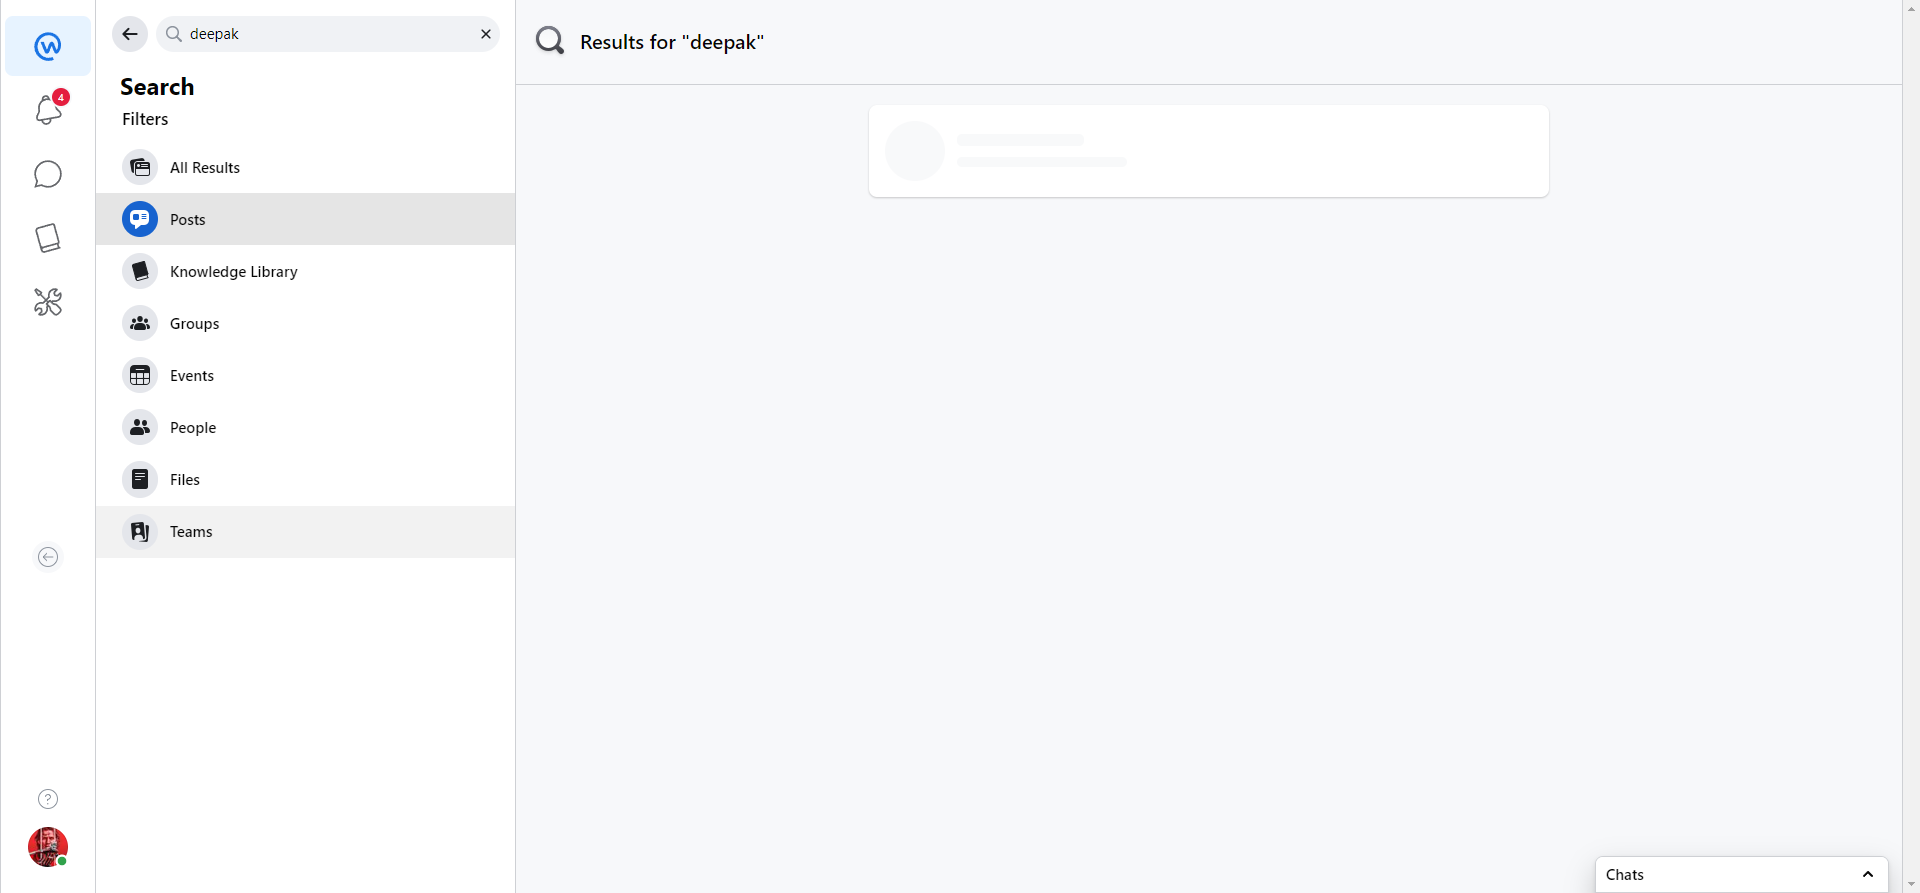 deepak
Results for "deepak"
4
Search
Filters
All Results
Posts
Knowledge Library
Groups
Events
People
Files
Teams
?
Chats